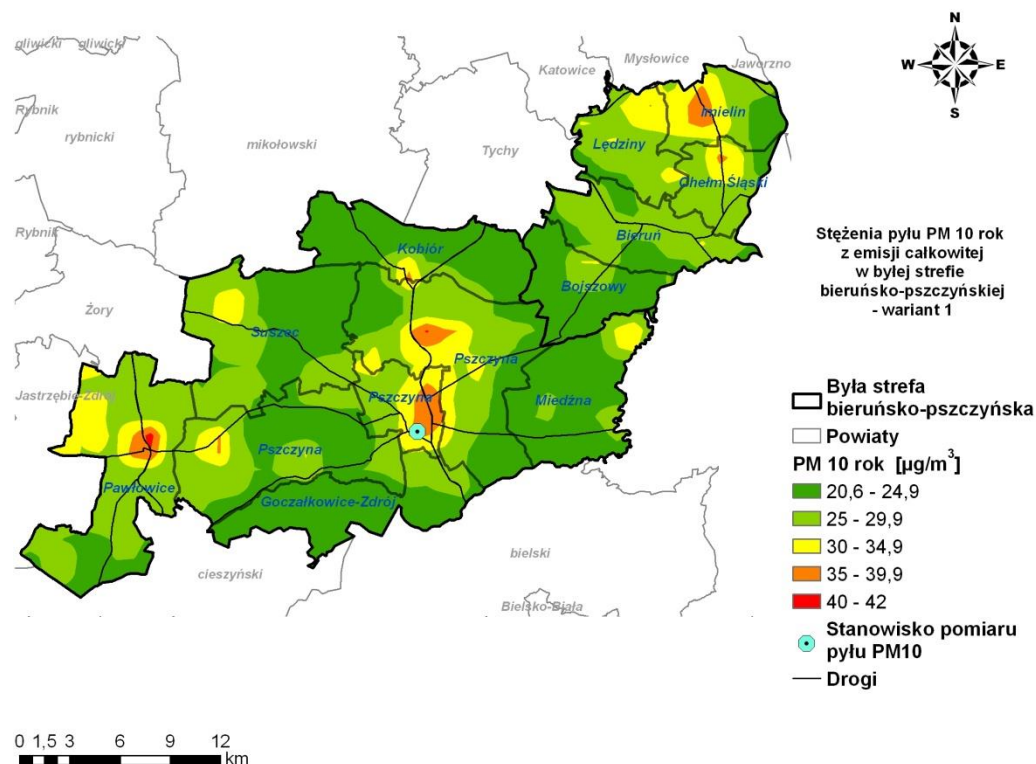 N
W E
S
gliwicki gliwicki
Mysłowice
Katowice
Jaworzno
Rybnik
rybnicki
mikołowski
Tychy
Imielin
Lędziny
Chełm Śląski
Rybnik
Kobiór
Bieruń
Bojszowy
Żory
Suszec
Pszczyna
Jastrzębie-Zdrój
Pszczyna
Miedźna
Pszczyna
Pawłowice
Goczałkowice-Zdrój
cieszyński
bielski
Bielsko-Biała
Stężenia pyłu PM 10 rok
z emisji całkowitej
w byłej strefie
bieruńsko-pszczyńskiej
- wariant 1
Była strefa
bieruńsko-pszczyńska
Powiaty
PM 10 rok [µg/m³]
20,6 - 24,9
25 - 29,9
30 - 34,9
35 - 39,9
40 - 42
Stanowisko pomiaru
pyłu PM10
Drogi
0 1,5 3 6 9 12
km